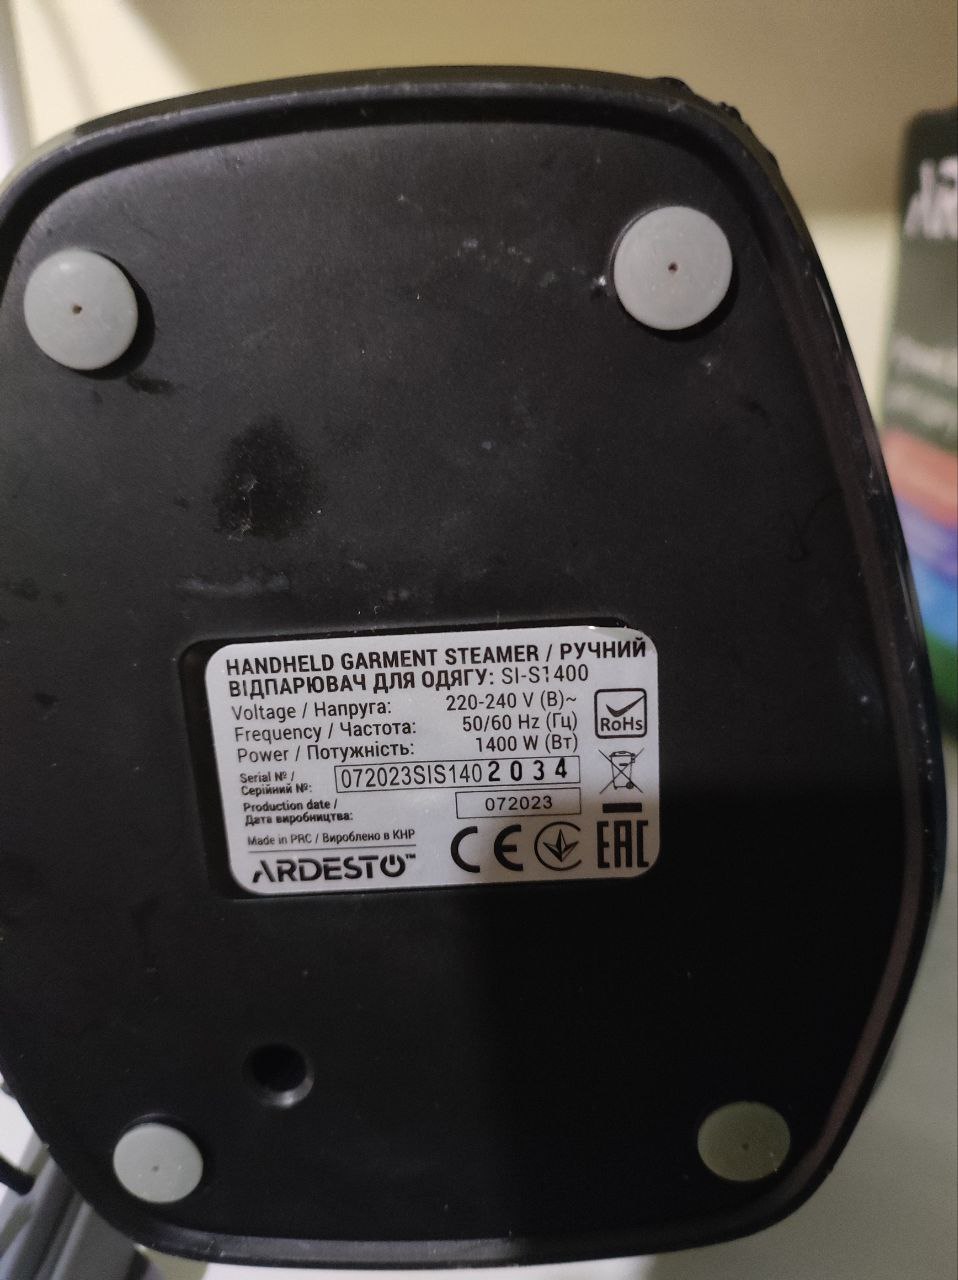 HANDHELD GARMENT STEAMER / РУЧНИЙ
ВІДПАРЮВАЧ ДЛЯ ОДЯГУ: SI-S1400
Voltage / Напруга: 220-240 V (В)~
Frequency / Частота: 50/60 Hz (Гц)
Power / Потужність: 1400 W (Вт)
RoHs
Serial № /
Серійний №: 072023SIS1402034
Production date /
Дата виробництва: 072023
Made in PRC / Вироблено в КНР
ARDESTO™
CE EAC